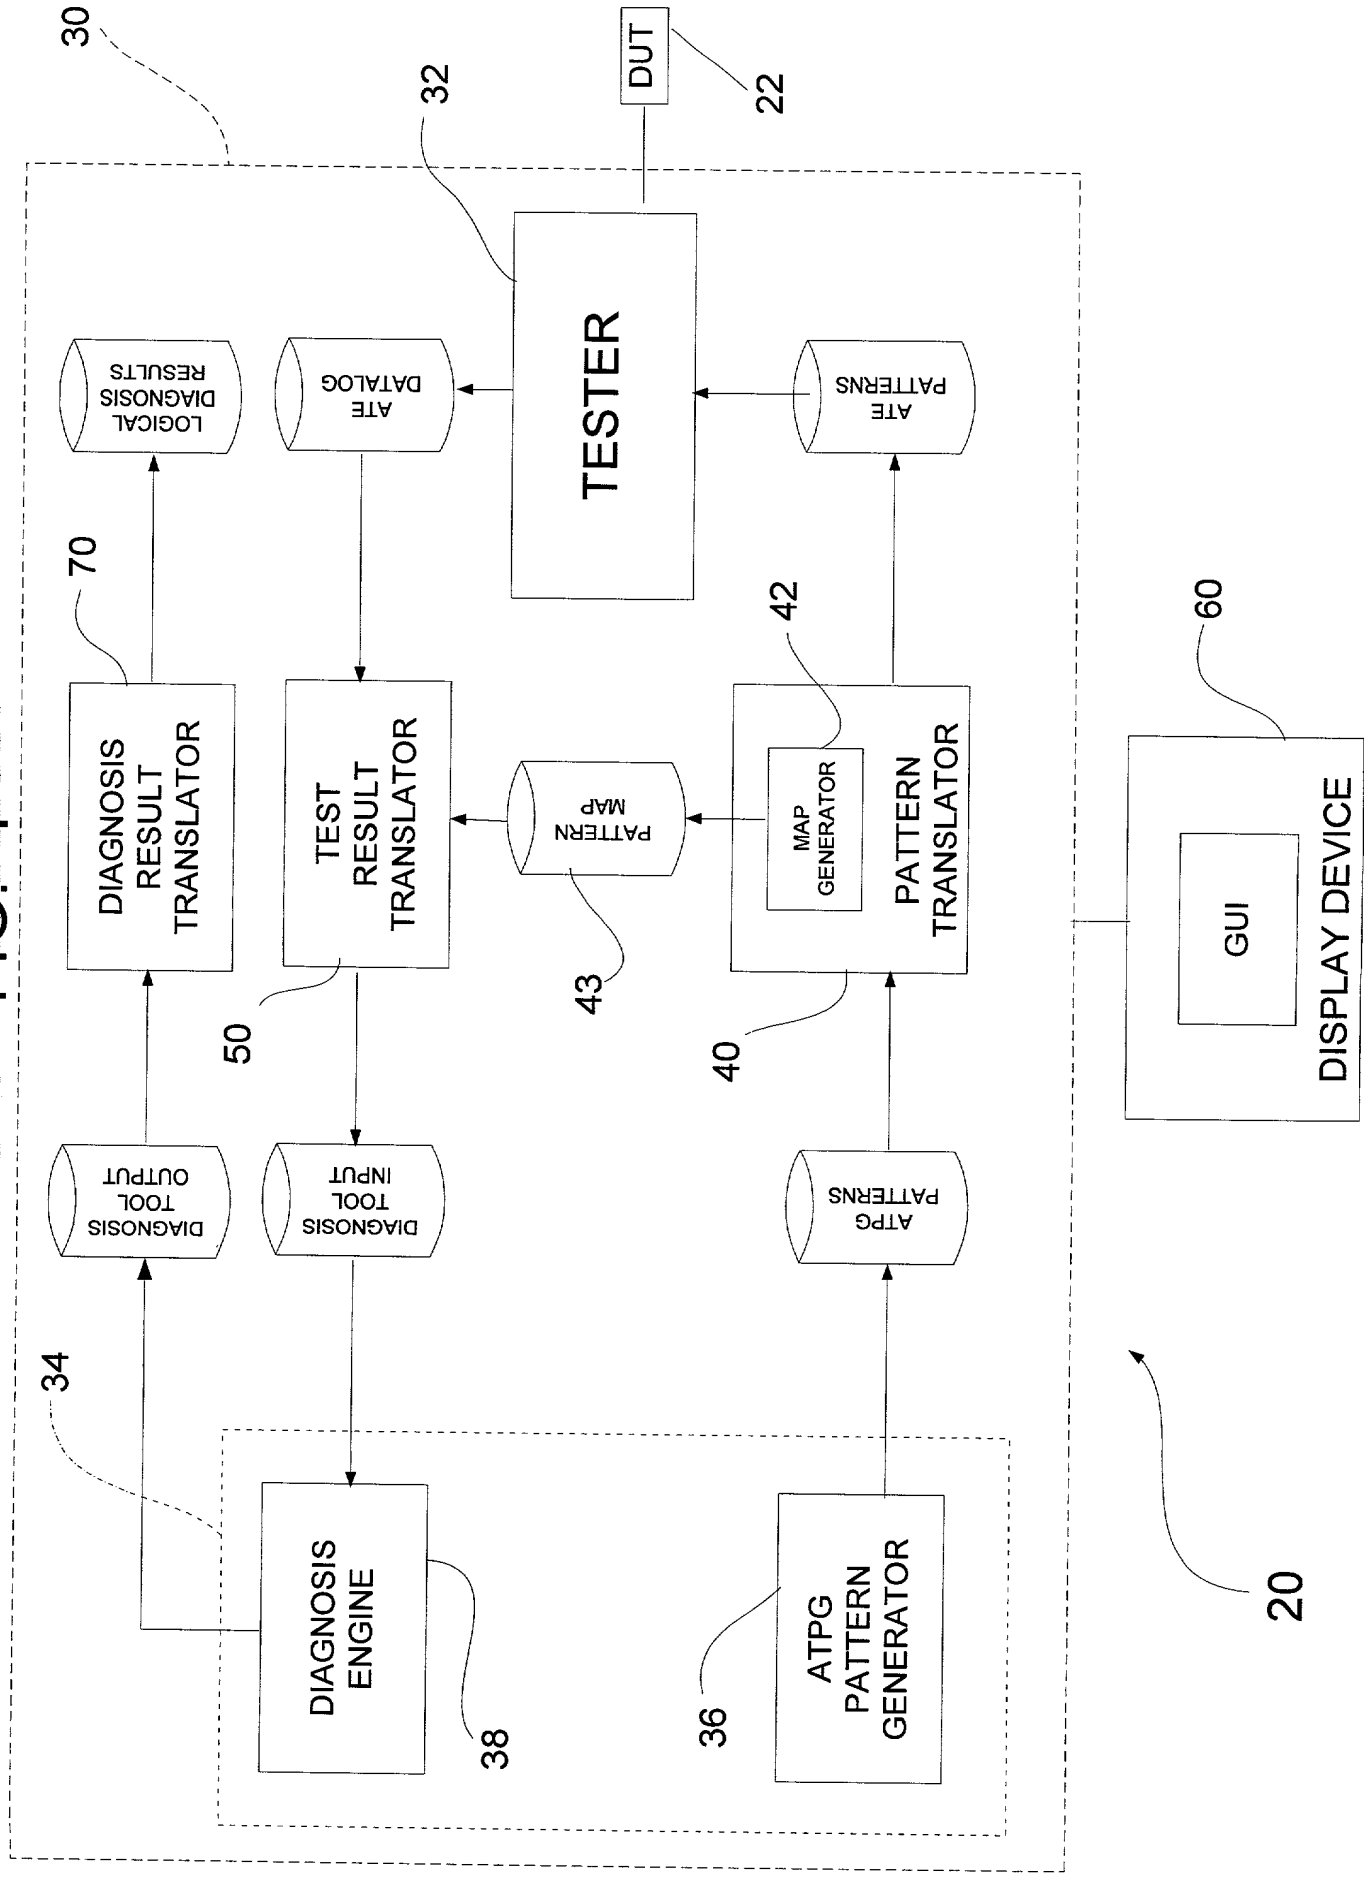 34
DIAGNOSIS
TOOL
OUTPUT
DIAGNOSIS
RESULT
TRANSLATOR
70
LOGICAL
DIAGNOSIS
RESULTS
30
DIAGNOSIS
ENGINE
38
DIAGNOSIS
TOOL
INPUT
50
TEST
RESULT
TRANSLATOR
ATE
DATALOG
32
TESTER
DUT
22
43
PATTERN
MAP
36
ATPG
PATTERN
GENERATOR
ATPG
PATTERNS
40
MAP
GENERATOR
42
PATTERN
TRANSLATOR
ATE
PATTERNS
20
GUI
DISPLAY DEVICE
60